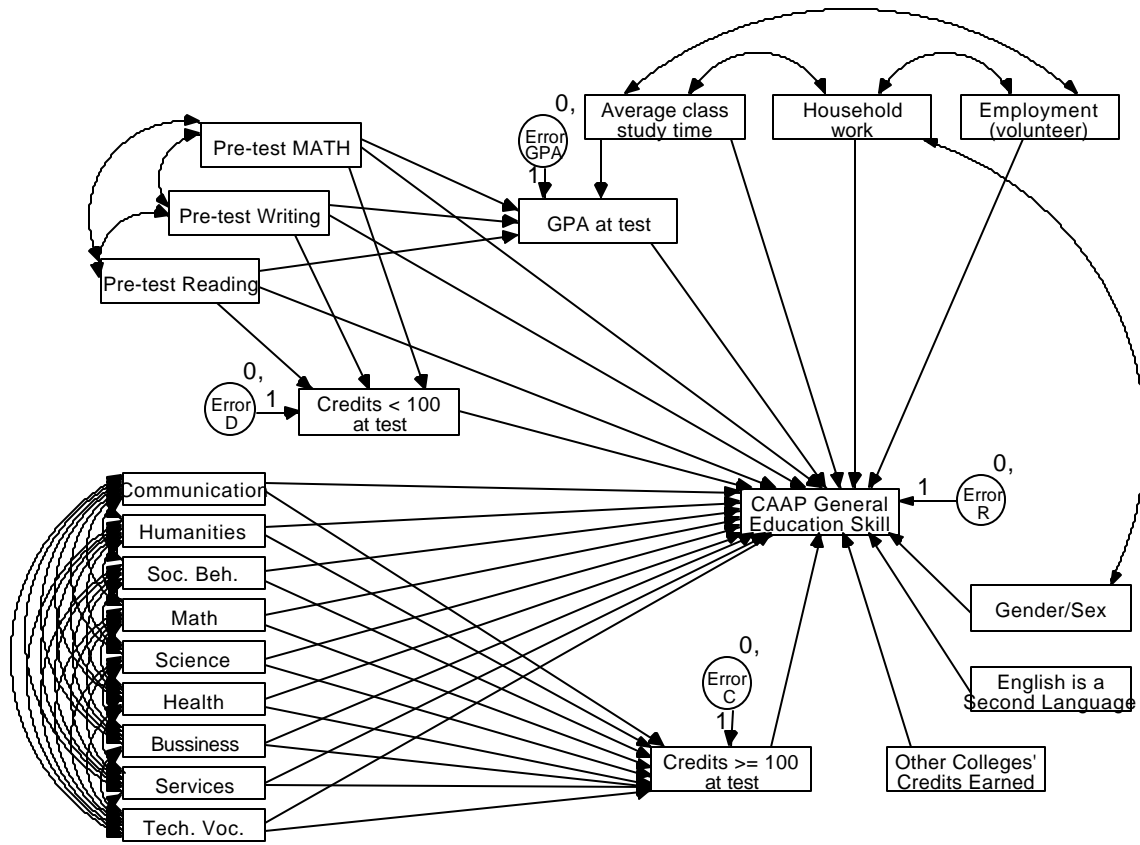 0,
Average class
study time
Household
work
Employment
(volunteer)
Error
GPA
1
Pre-test MATH
Pre-test Writing
GPA at test
Pre-test Reading
0,
Error
D
1
Credits < 100
at test
Communication
Humanities
Soc. Beh.
Math
Science
Health
Bussiness
Services
Tech. Voc.
CAAP General
Education Skill
1
0,
Error
R
Gender/Sex
English is a
Second Language
0,
Error
C
1
Credits >= 100
at test
Other Colleges'
Credits Earned